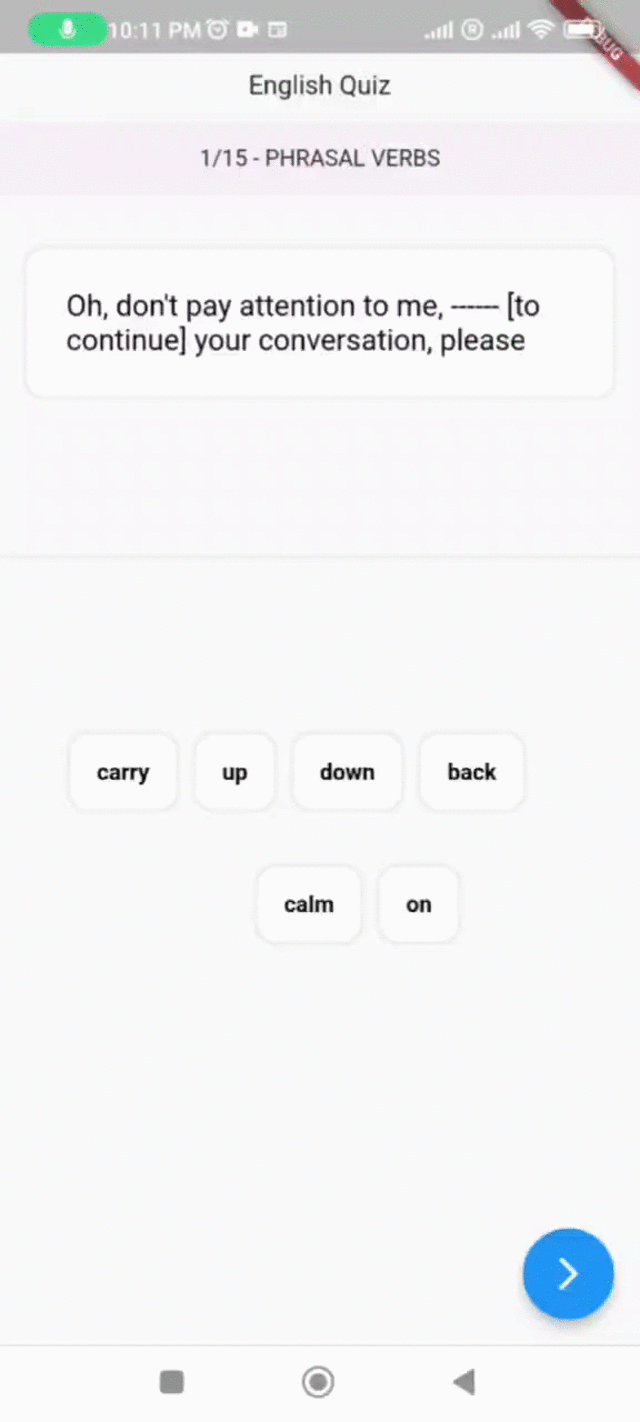 10:11 PM
English Quiz
1/15 - PHRASAL VERBS
Oh, don't pay attention to me, ------ [to
continue] your conversation, please
carry up down back
calm on